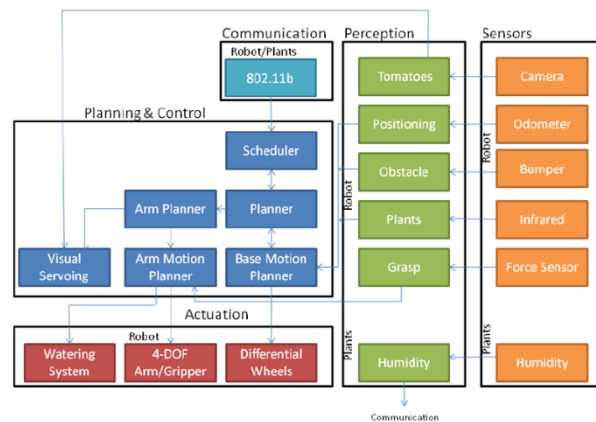 Communication
Perception
Sensors
Robot/Plants
802.11b
Tomatoes
Camera
Planning & Control
Positioning
Odometer
Scheduler
Robot
Robot
Obstacle
Bumper
Arm Planner
Planner
Plants
Infrared
Visual
Servoing
Arm Motion
Planner
Base Motion
Planner
Grasp
Force Sensor
Actuation
Robot
Watering
System
4-DOF
Arm/Gripper
Differential
Wheels
Plants
Humidity
Plants
Humidity
Communication